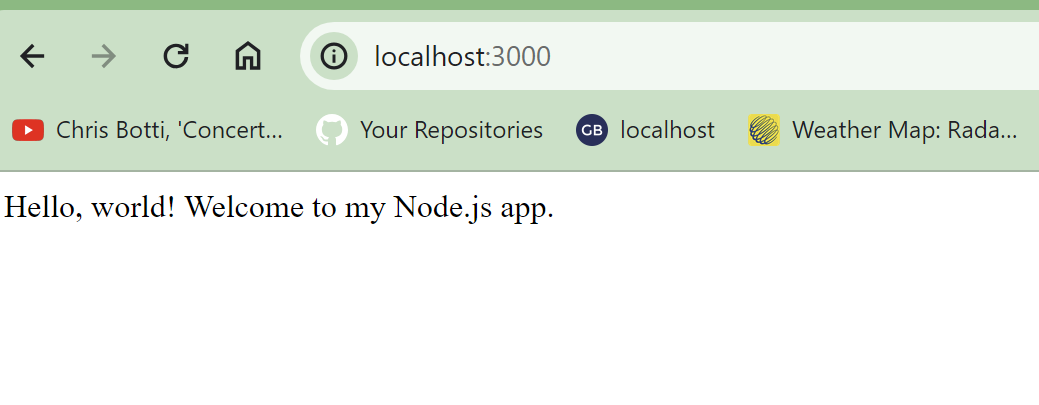 localhost:3000
Chris Botti, 'Concert...
Your Repositories
GB
localhost
Weather Map: Rada...
Hello, world! Welcome to my Node.js app.